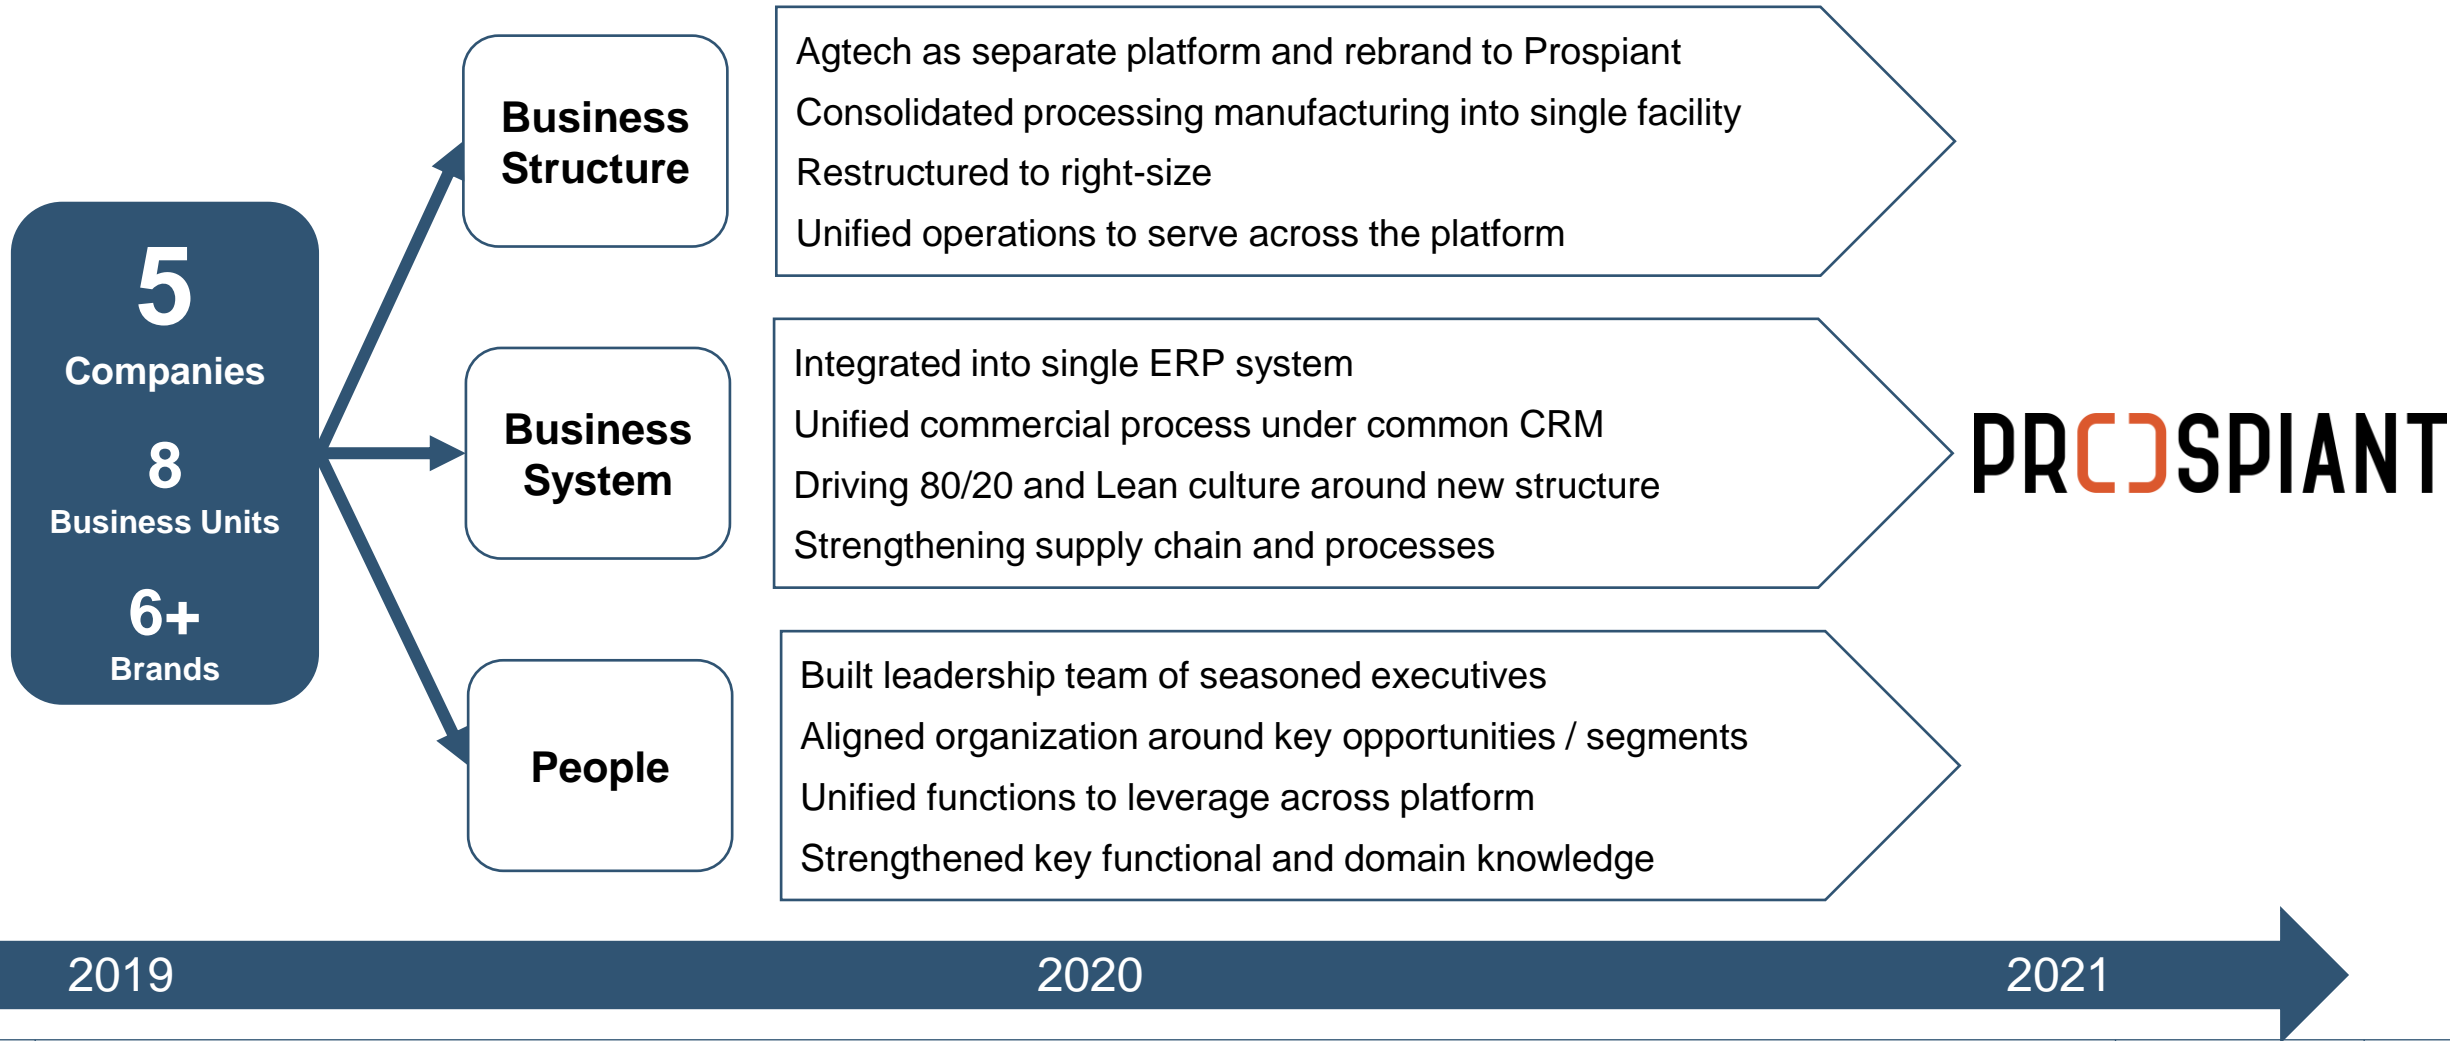 5
Companies
8
Business Units
6+
Brands
Business
Structure
Agtech as separate platform and rebrand to Prospiant
Consolidated processing manufacturing into single facility
Restructured to right-size
Unified operations to serve across the platform
Business
System
Integrated into single ERP system
Unified commercial process under common CRM
Driving 80/20 and Lean culture around new structure
Strengthening supply chain and processes
People
Built leadership team of seasoned executives
Aligned organization around key opportunities / segments
Unified functions to leverage across platform
Strengthened key functional and domain knowledge
PROSPIANT
2019
2020
2021